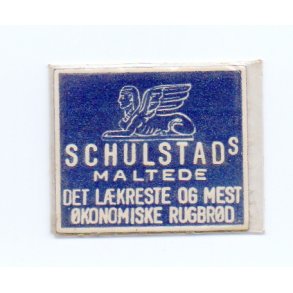 SCHULSTADS
MALTEDE
DET LÆKRESTE OG MEST
ØKONOMISKE RUGBRØD